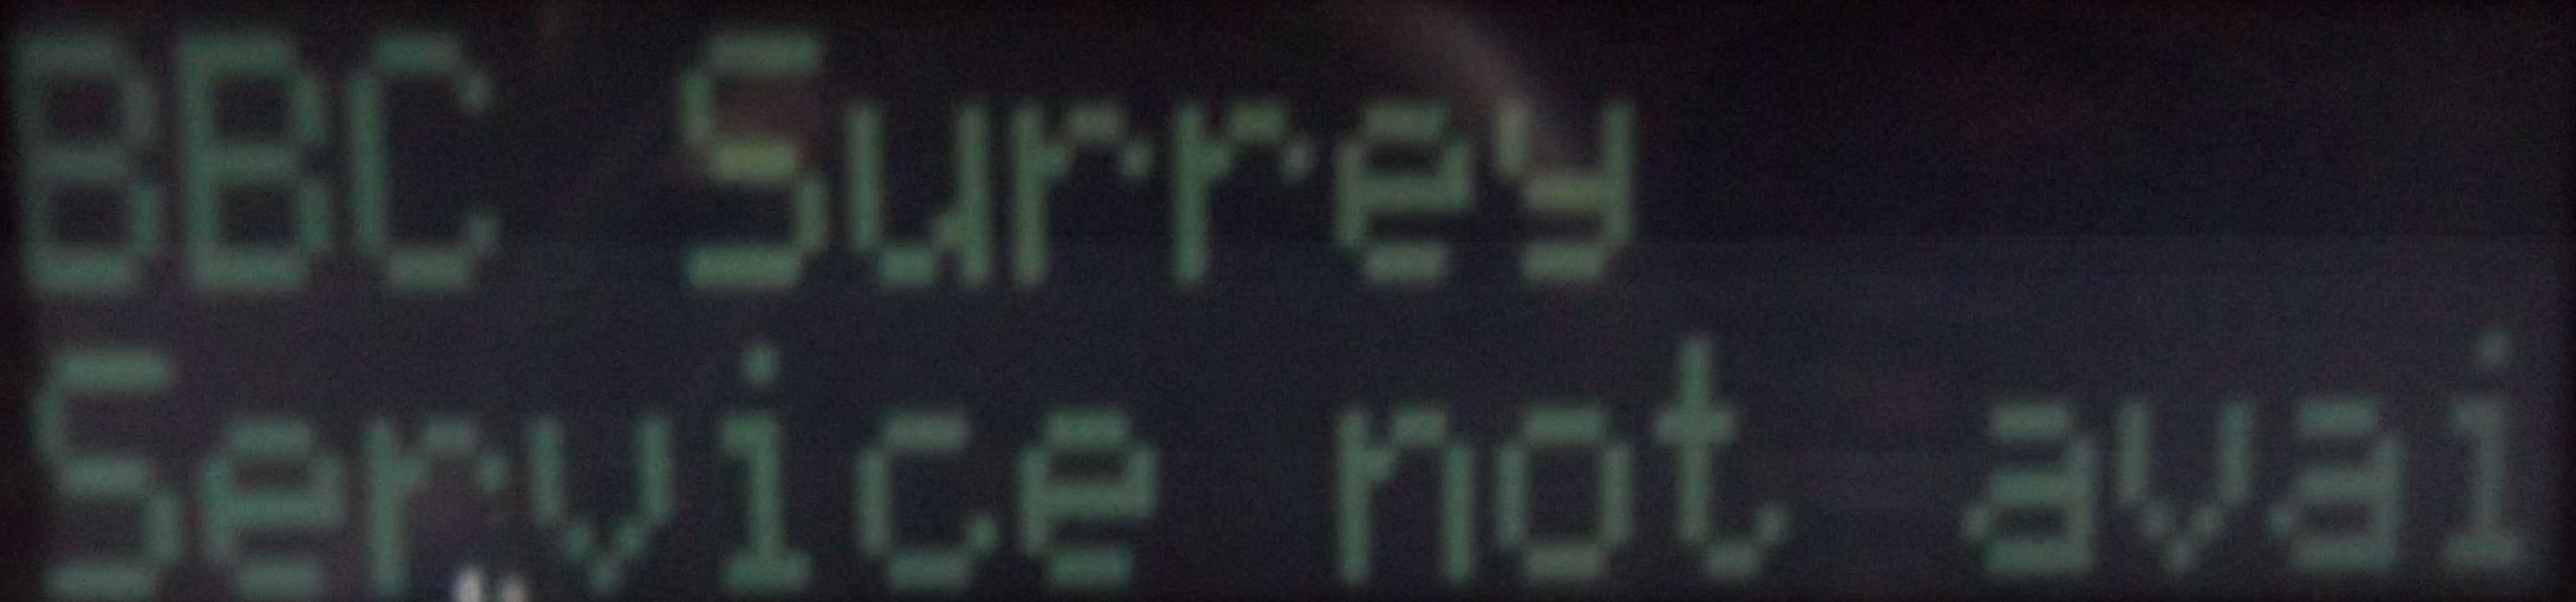 BBC Surrey
Service not avai